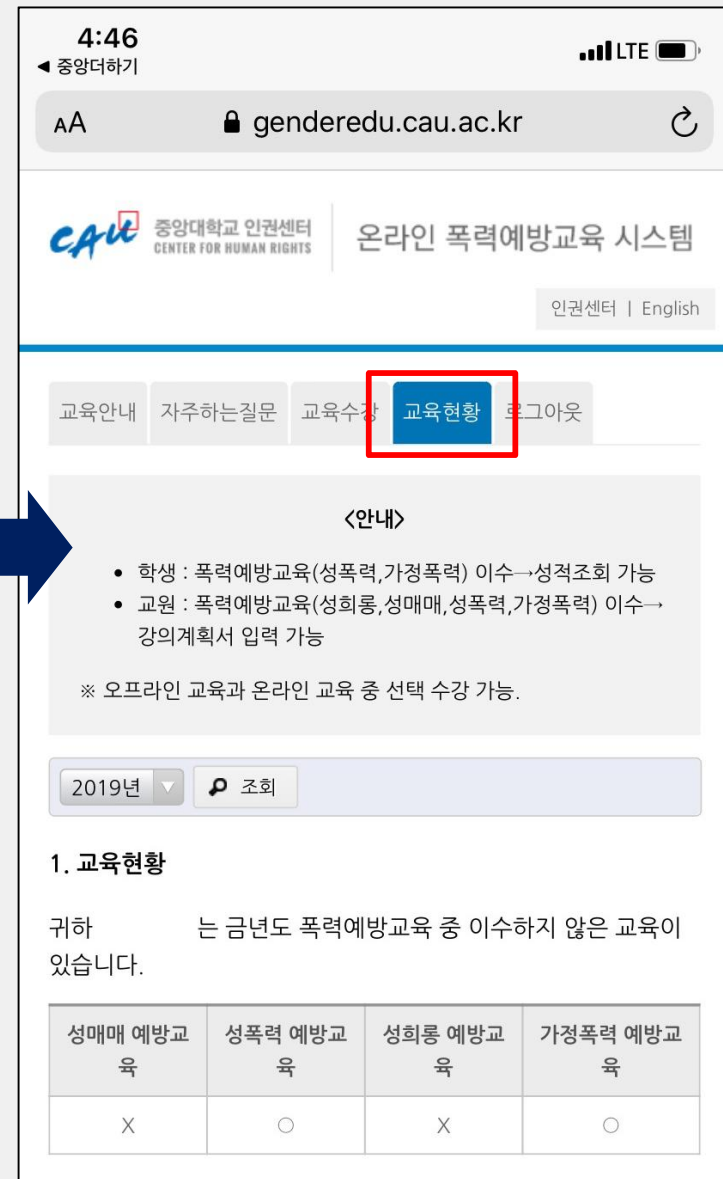 4:46
◀ 중앙더하기
LTE
AA genderedu.cau.ac.kr
CAU 중앙대학교 인권센터
CENTER FOR HUMAN RIGHTS
온라인 폭력예방교육 시스템
인권센터 | English
교육안내 자주하는질문 교육수강 교육현황 로그아웃
<안내>
• 학생 : 폭력예방교육(성폭력,가정폭력) 이수→성적조회 가능
• 교원 : 폭력예방교육(성희롱,성매매,성폭력,가정폭력) 이수→
강의계획서 입력 가능
※ 오프라인 교육과 온라인 교육 중 선택 수강 가능.
2019년 조회
1. 교육현황
귀하 는 금년도 폭력예방교육 중 이수하지 않은 교육이
있습니다.
성매매 예방교 성폭력 예방교 성희롱 예방교 가정폭력 예방교
육 육 육 육
X ○ X ○